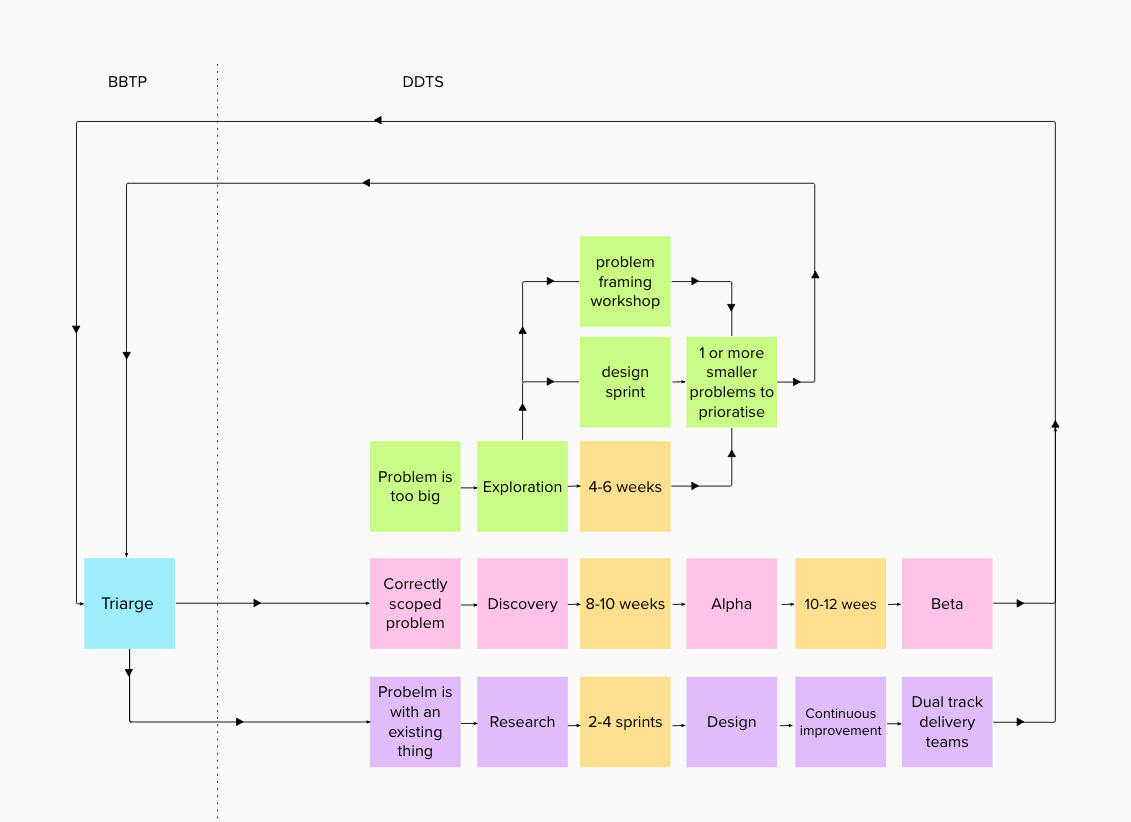 BBTP
DDTS
problem
framing
workshop
design
sprint
1 or more
smaller
problems to
prioratise
Problem is
too big
Exploration
4-6 weeks
Triarge
Correctly
scoped
problem
Discovery
8-10 weeks
Alpha
10-12 wees
Beta
Probelm is
with an
existing
thing
Research
2-4 sprints
Design
Continuous
improvement
Dual track
delivery
teams